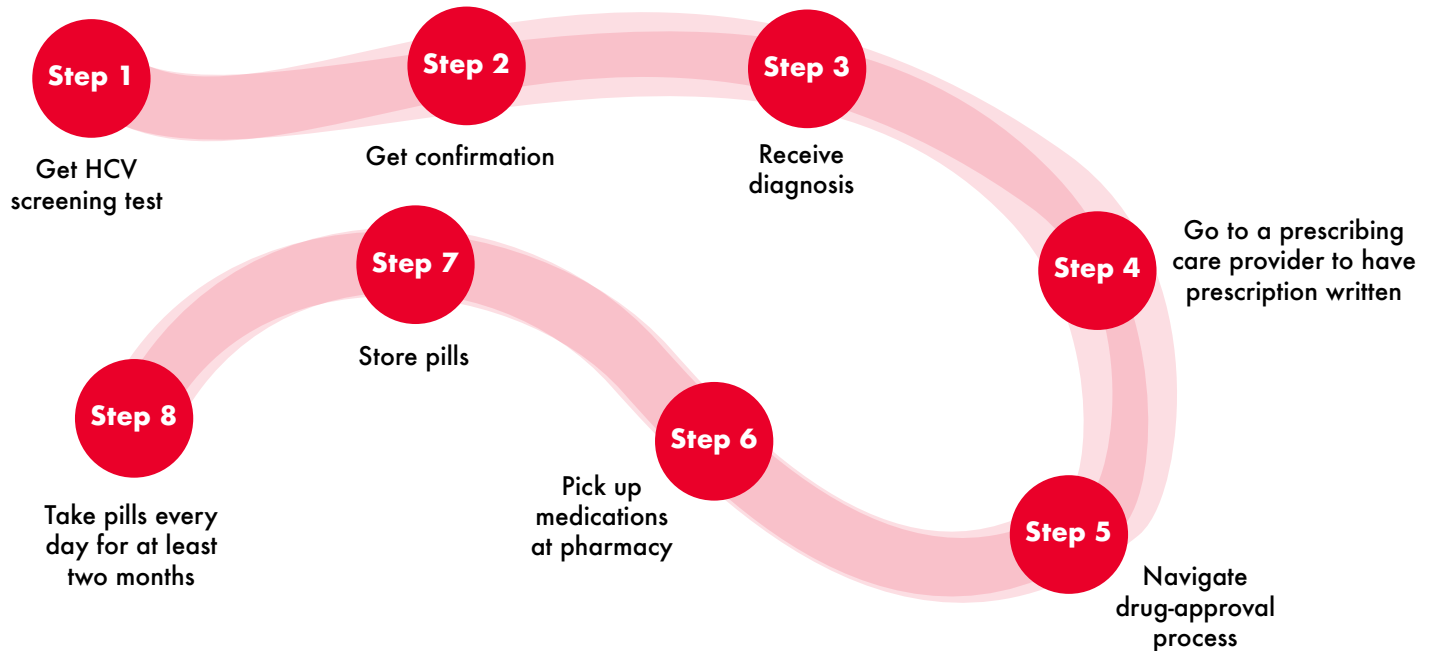 Step 1
Get HCV
screening test
Step 2
Get confirmation
Step 3
Receive
diagnosis
Step 4
Go to a prescribing
care provider to have
prescription written
Step 5
Navigate
drug-approval
process
Step 6
Pick up
medications
at pharmacy
Step 7
Store pills
Step 8
Take pills every
day for at least
two months